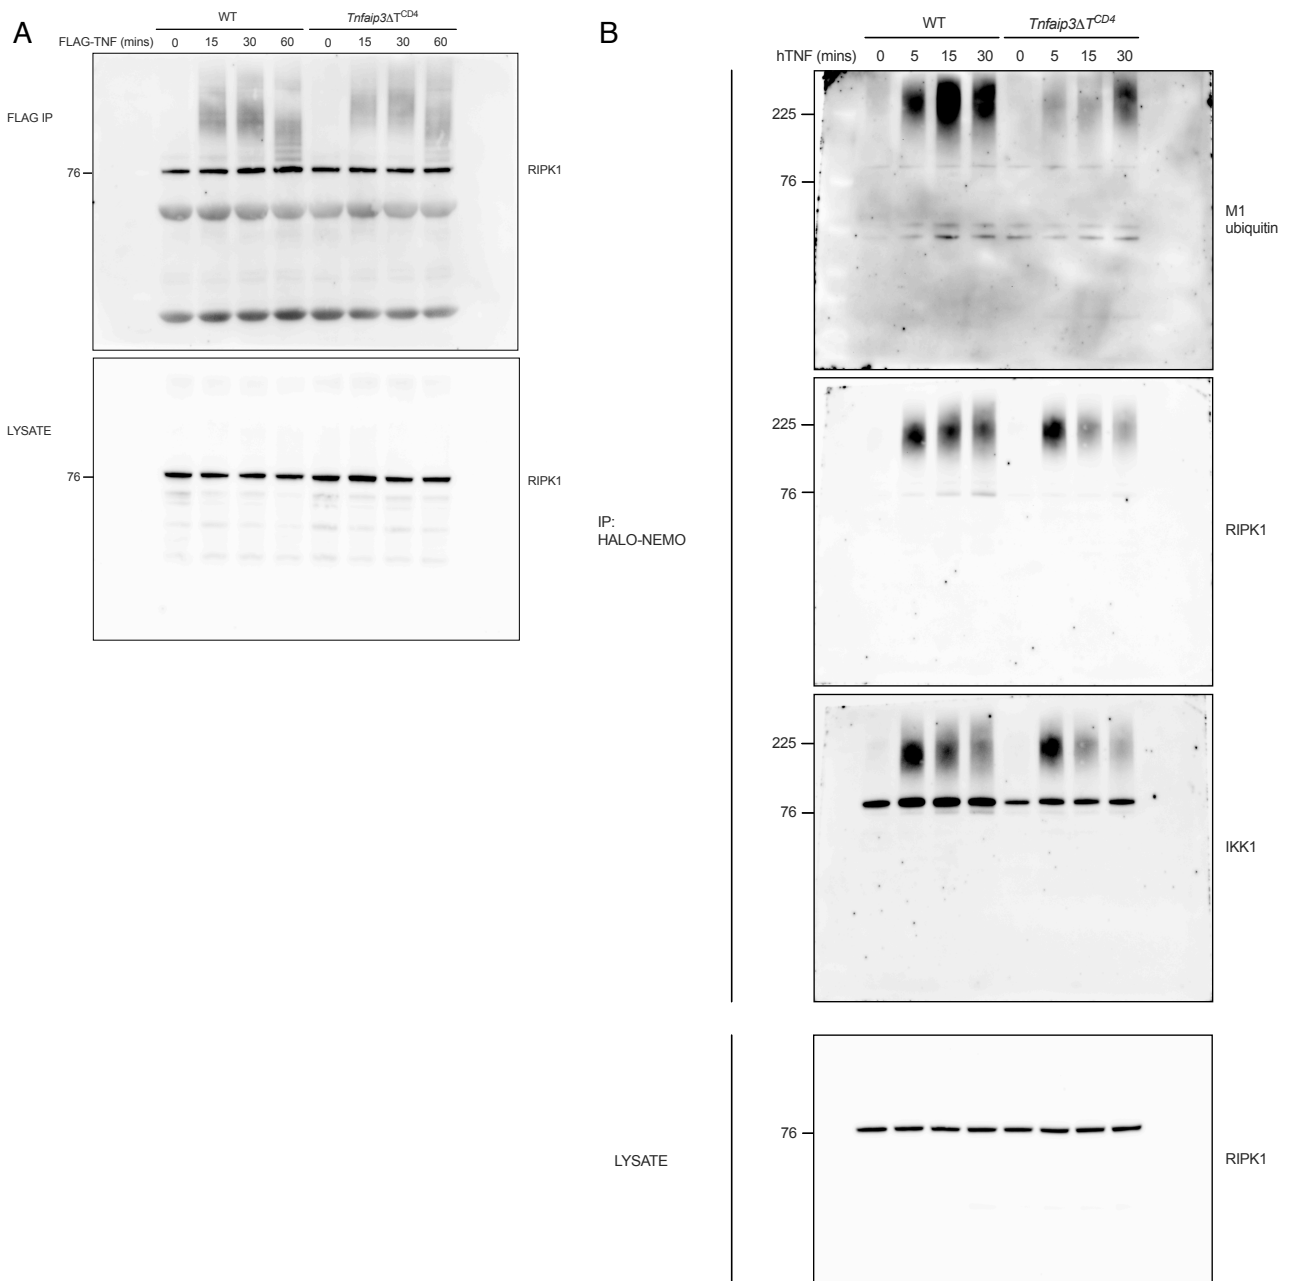 A
WT
Tnfaip3ΔT^CD4
FLAG-TNF (mins)
0 15 30 60 0 15 30 60
FLAG IP
76
RIPK1
LYSATE
76
RIPK1
B
WT
Tnfaip3ΔT^CD4
hTNF (mins)
0 5 15 30 0 5 15 30
225
76
M1
ubiquitin
225
76
RIPK1
IP:
HALO-NEMO
225
76
IKK1
76
LYSATE
RIPK1